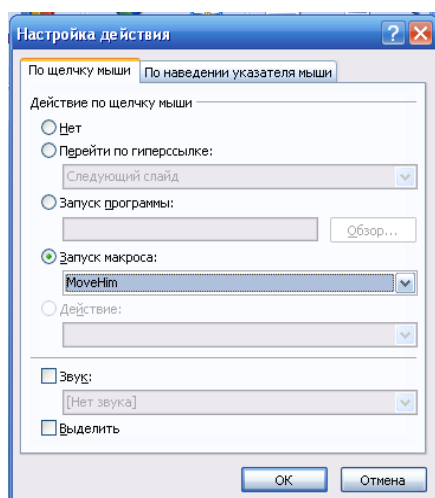 Настройка действия
По щелчку мыши По наведении указателя мыши
Действие по щелчку мыши
Нет
Перейти по гиперссылке:
Следующий слайд
Запуск программы:
Обзор...
Запуск макроса:
MoveHim
Действие:
Звук:
[Нет звука]
Выделить
ОК Отмена